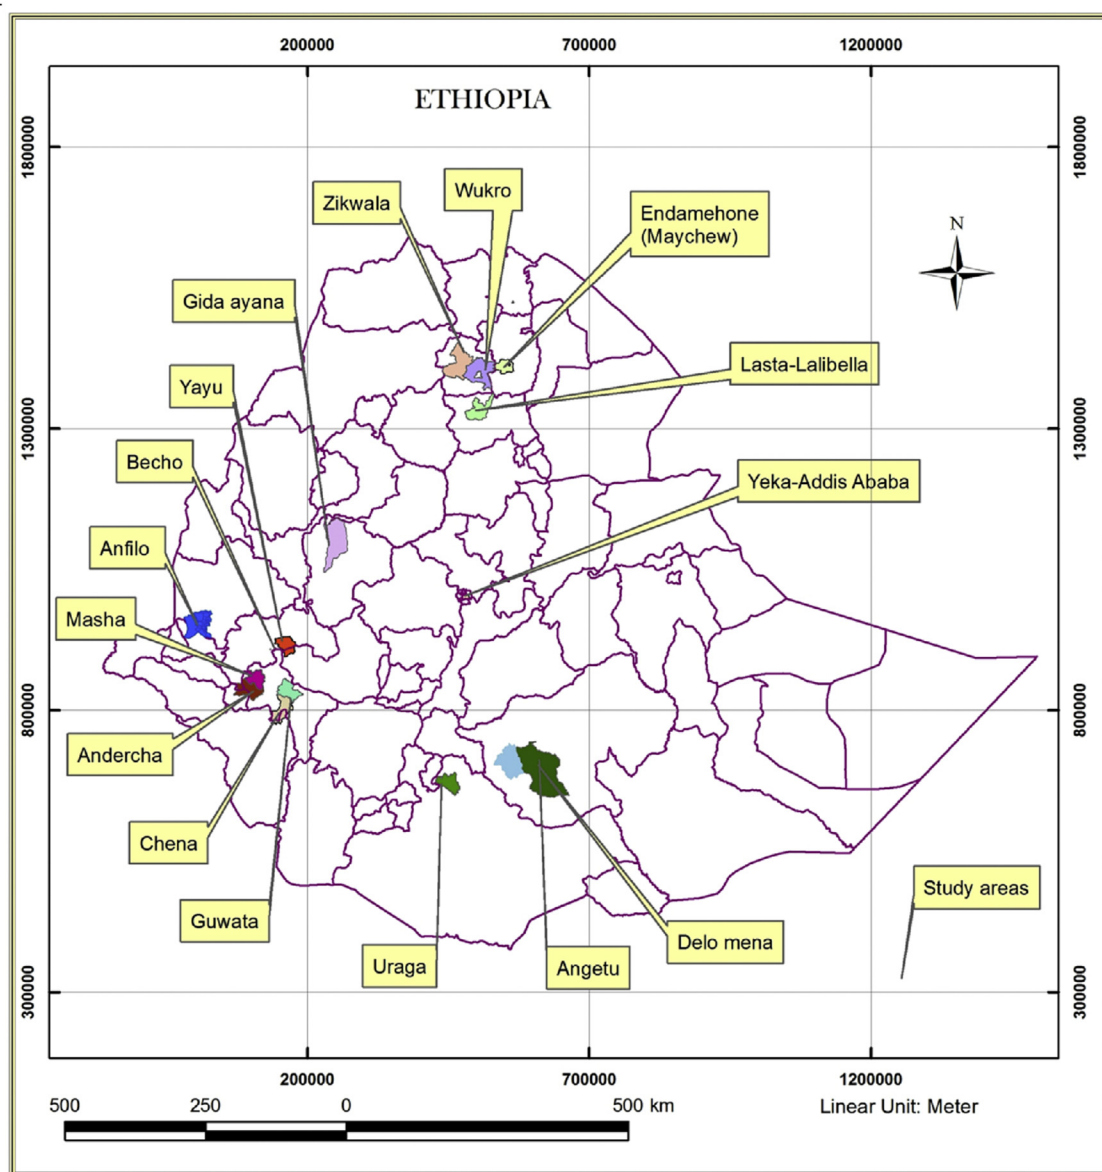 200000 700000 1200000
ETHIOPIA
1800000 1800000
Wukro
Zikwala
Endamehone
(Maychew)
N
Gida ayana
Lasta-Lalibella
Yayu
1300000 1300000
Becho
Yeka-Addis Ababa
Anfilo
Masha
800000 800000
Andercha
Chena
Study areas
Guwata
Delo mena
Uraga
Angetu
300000 300000
200000 700000 1200000
500 250 0 500 km
Linear Unit: Meter